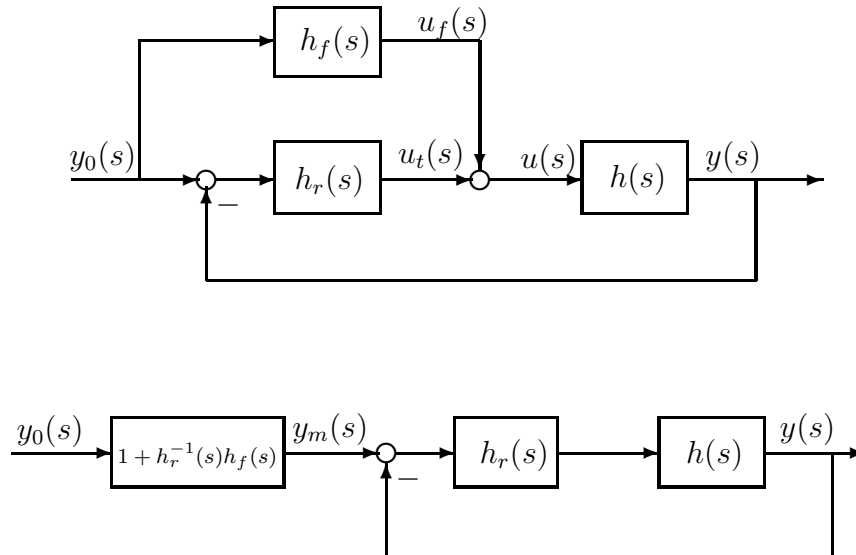 h_f(s)
u_f(s)
y_0(s)
h_r(s)
u_t(s)
u(s)
h(s)
y(s)
−
y_0(s)
1 + h_r^{-1}(s)h_f(s)
y_m(s)
h_r(s)
h(s)
y(s)
−